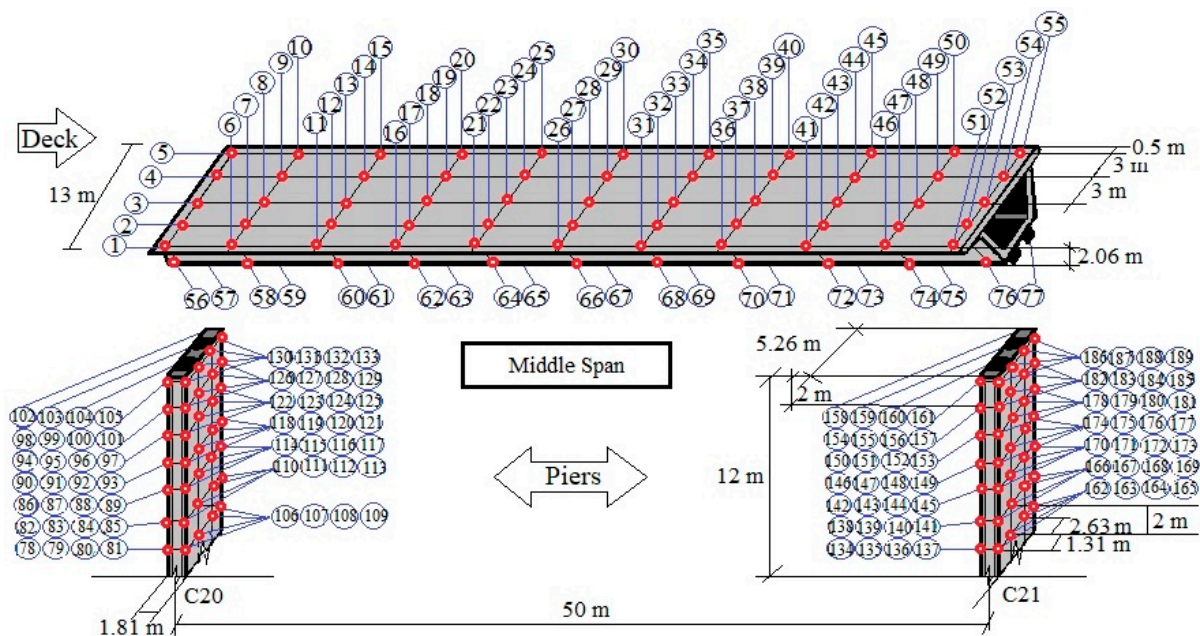 10 15 20 25 30 35 40 45 50 55
9 14 19 24 29 34 39 44 49 54
8 13 18 23 28 33 38 43 48 53
7 12 17 22 27 32 37 42 47 52
6 11 16 21 26 31 36 41 46 51
Deck
5
4
3
2
1
13 m
0.5 m
3 m
3 m
2.06 m
56 57 58 59 60 61 62 63 64 65 66 67 68 69 70 71 72 73 74 75 76 77
Middle Span
5.26 m
2 m
130 131 132 133
126 127 128 129
122 123 124 125
118 119 120 121
114 115 116 117
110 111 112 113
106 107 108 109
102 103 104 105
98 99 100 101
94 95 96 97
90 91 92 93
86 87 88 89
82 83 84 85
78 79 80 81
Piers
12 m
186 187 188 189
182 183 184 185
178 179 180 181
174 175 176 177
170 171 172 173
166 167 168 169
162 163 164 165
158 159 160 161
154 155 156 157
150 151 152 153
146 147 148 149
142 143 144 145
138 139 140 141
134 135 136 137
2.63 m
2 m
1.31 m
C20
C21
1.81 m
50 m